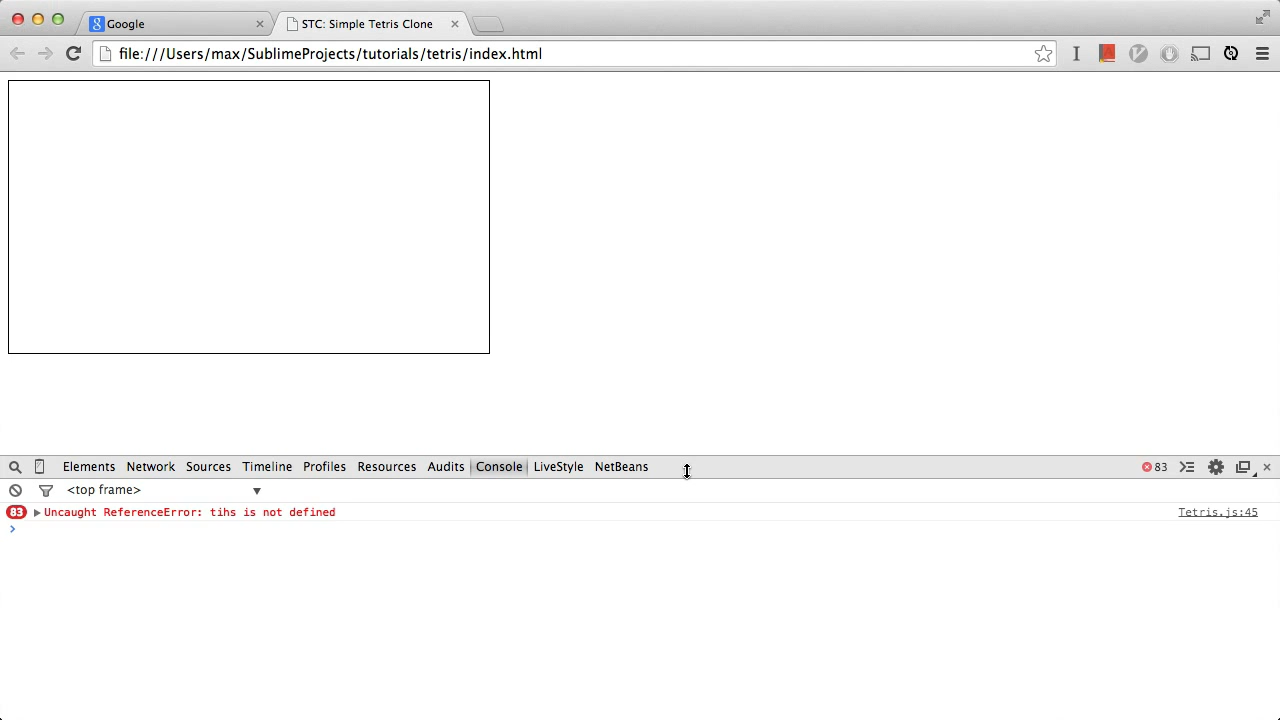 Google
STC: Simple Tetris Clone
file:///Users/max/SublimeProjects/tutorials/tetris/index.html
Elements Network Sources Timeline Profiles Resources Audits Console LiveStyle NetBeans 83
<top frame>
83 Uncaught ReferenceError: tihs is not defined Tetris.js:45